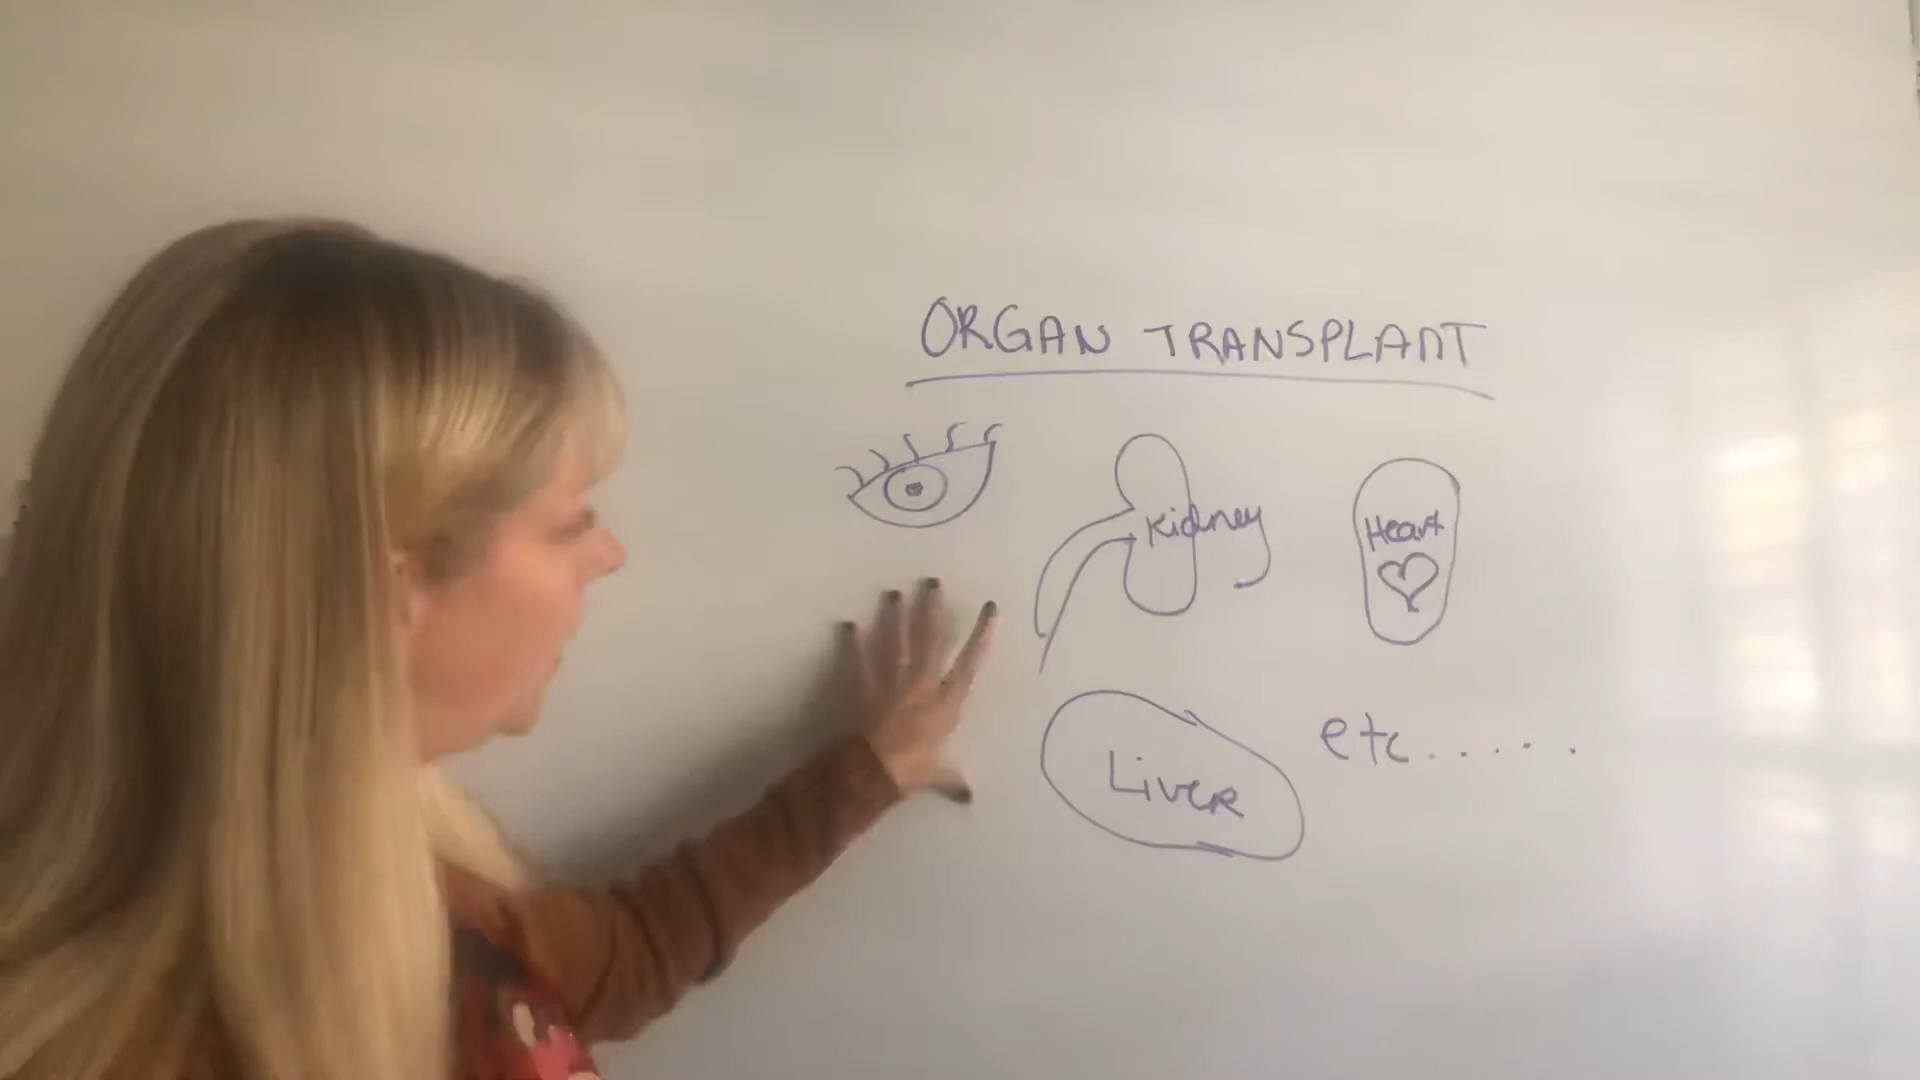 ORGAN TRANSPLANT
Kidney
Heart
Liver
etc......